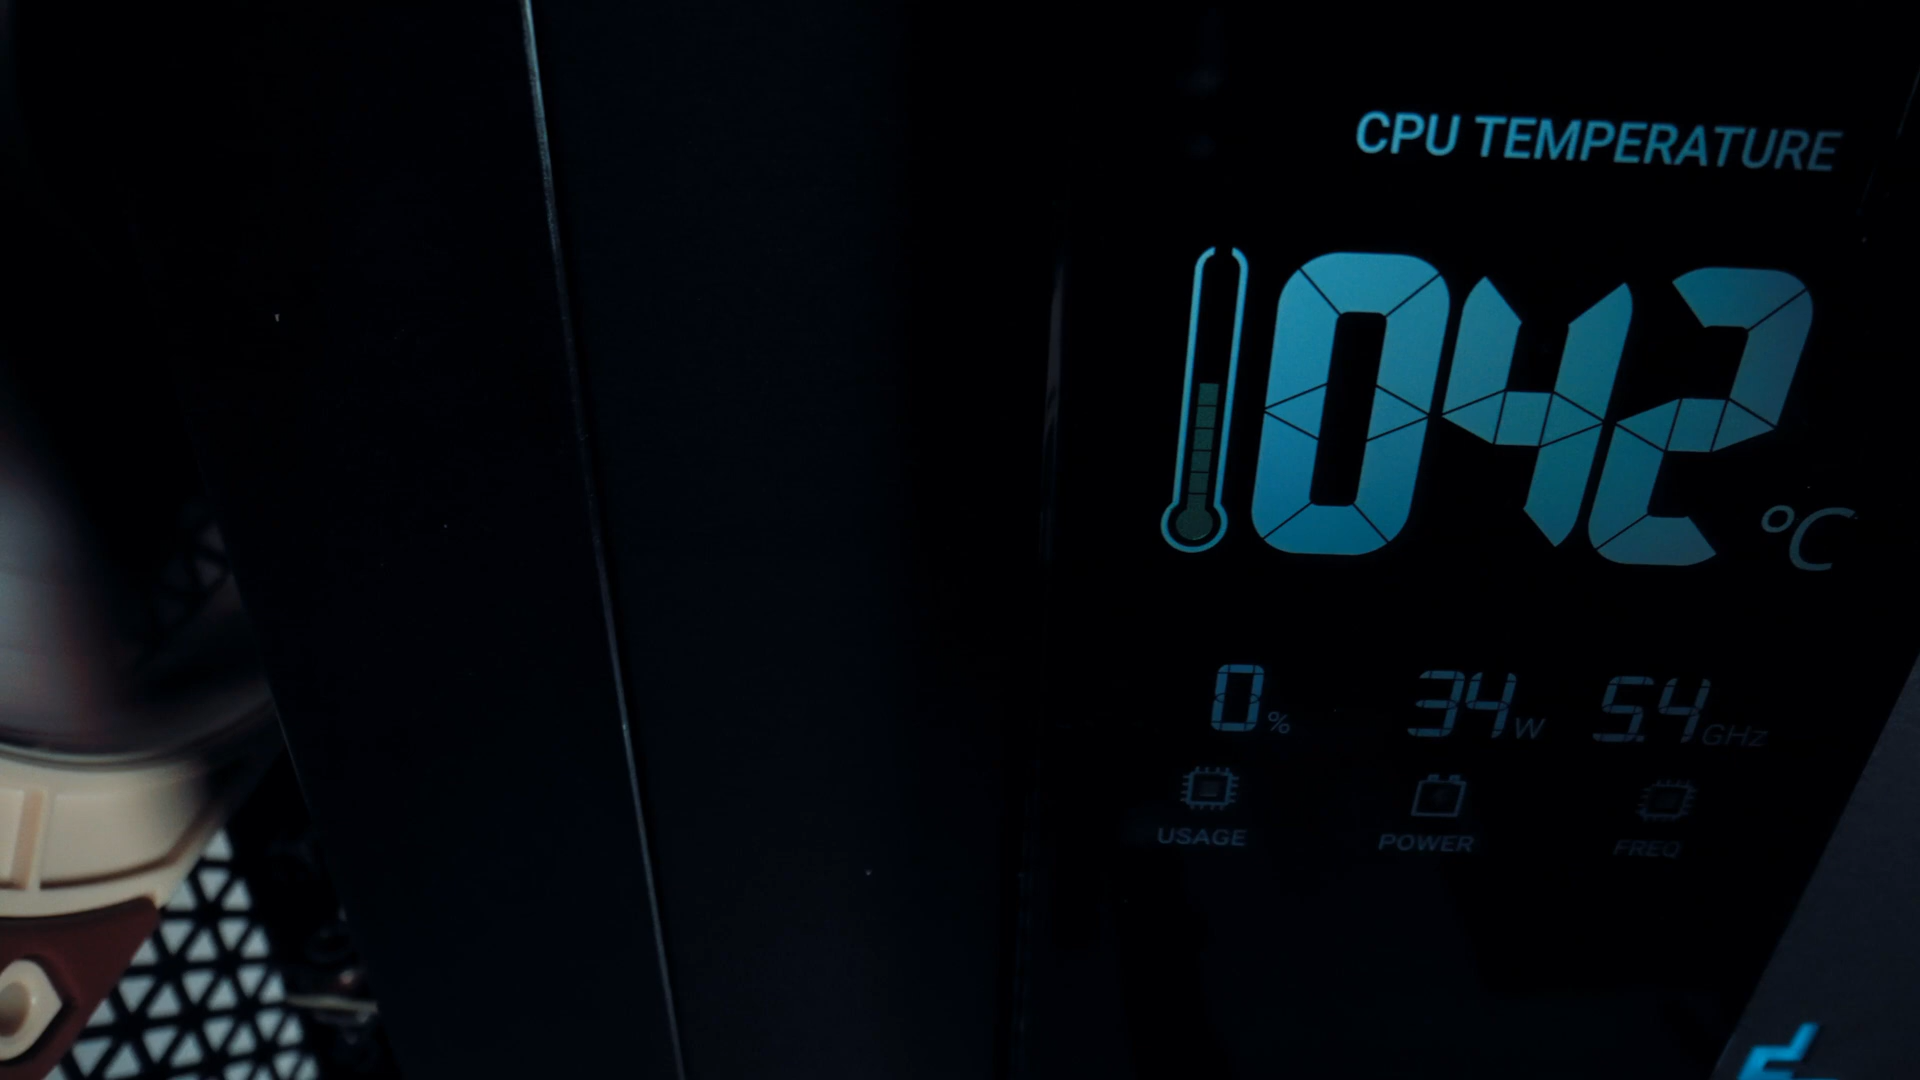 CPU TEMPERATURE
042 °C
0% 34W 5.4GHz
USAGE POWER FREQ